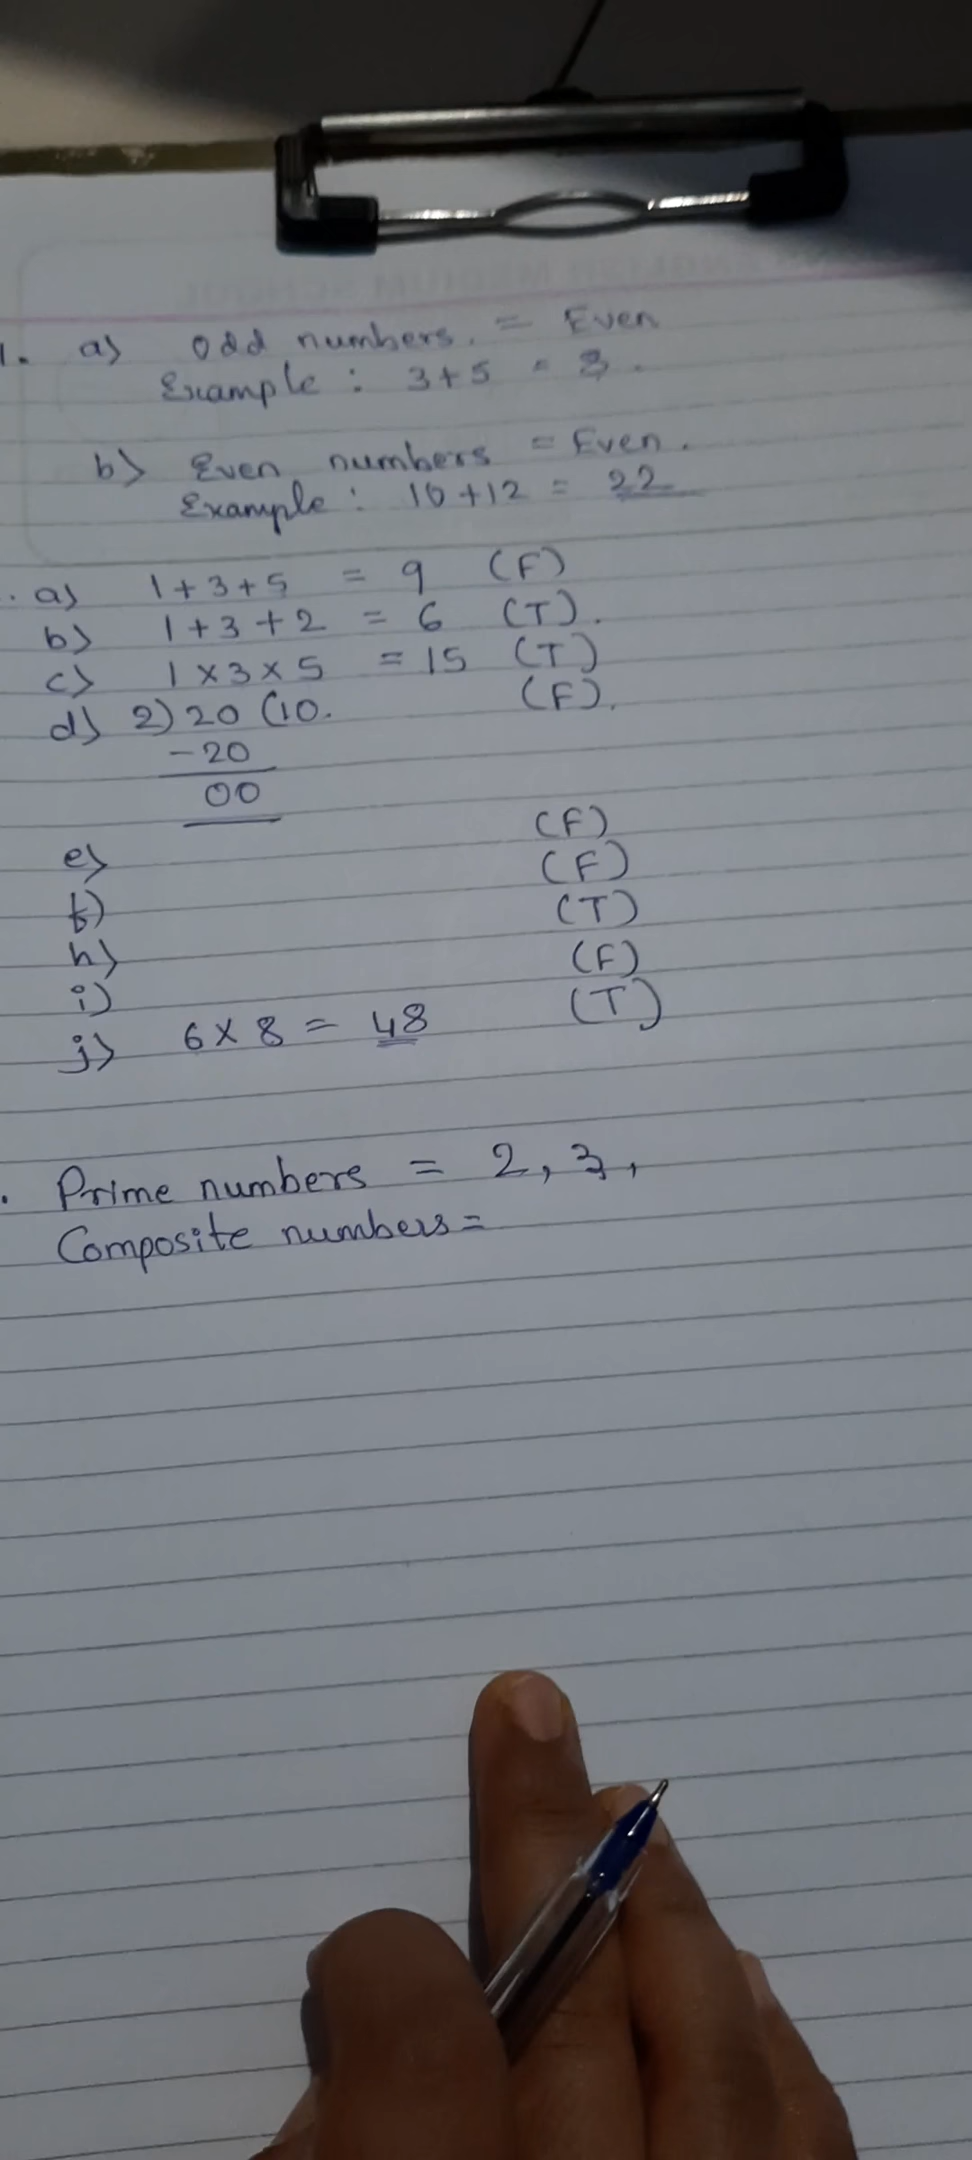 1. a) Odd numbers. = Even
Example : 3+5 = 8.
b) Even numbers = Even.
Example : 10+12 = 22
. a) 1+3+5 = 9 (F)
b) 1+3+2 = 6 (T).
c) 1×3×5 = 15 (T)
d) 2)20(10. (F).
-20
00
e) (F)
f) (F)
h) (T)
i) (F)
j) 6×8 = 48 (T)
. Prime numbers = 2, 3,
Composite numbers=